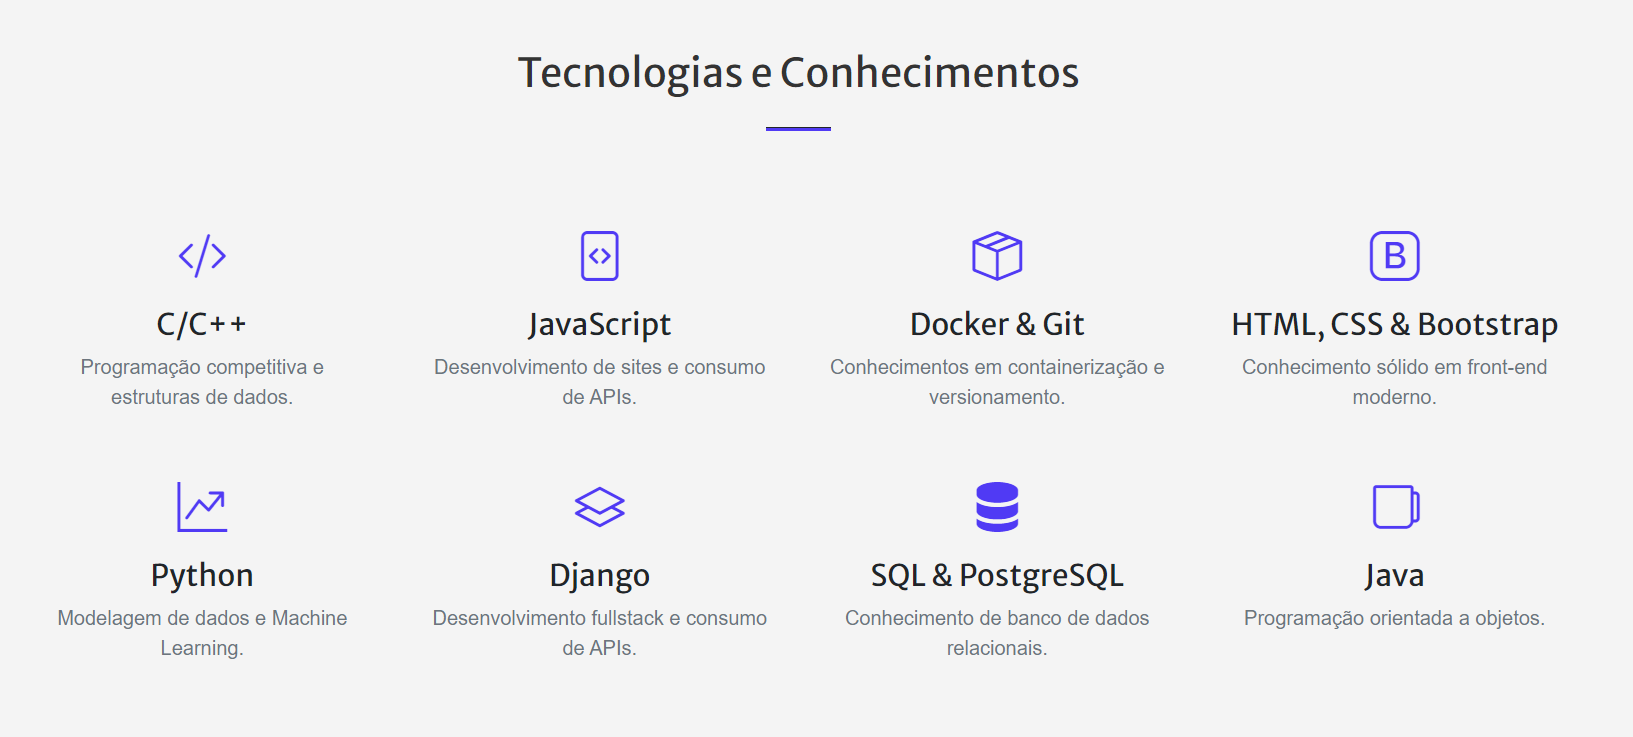 Tecnologias e Conhecimentos
B
C/C++
Programação competitiva e
estruturas de dados.
JavaScript
Desenvolvimento de sites e consumo
de APIs.
Docker & Git
Conhecimentos em containerização e
versionamento.
HTML, CSS & Bootstrap
Conhecimento sólido em front-end
moderno.
Python
Modelagem de dados e Machine
Learning.
Django
Desenvolvimento fullstack e consumo
de APIs.
SQL & PostgreSQL
Conhecimento de banco de dados
relacionais.
Java
Programação orientada a objetos.